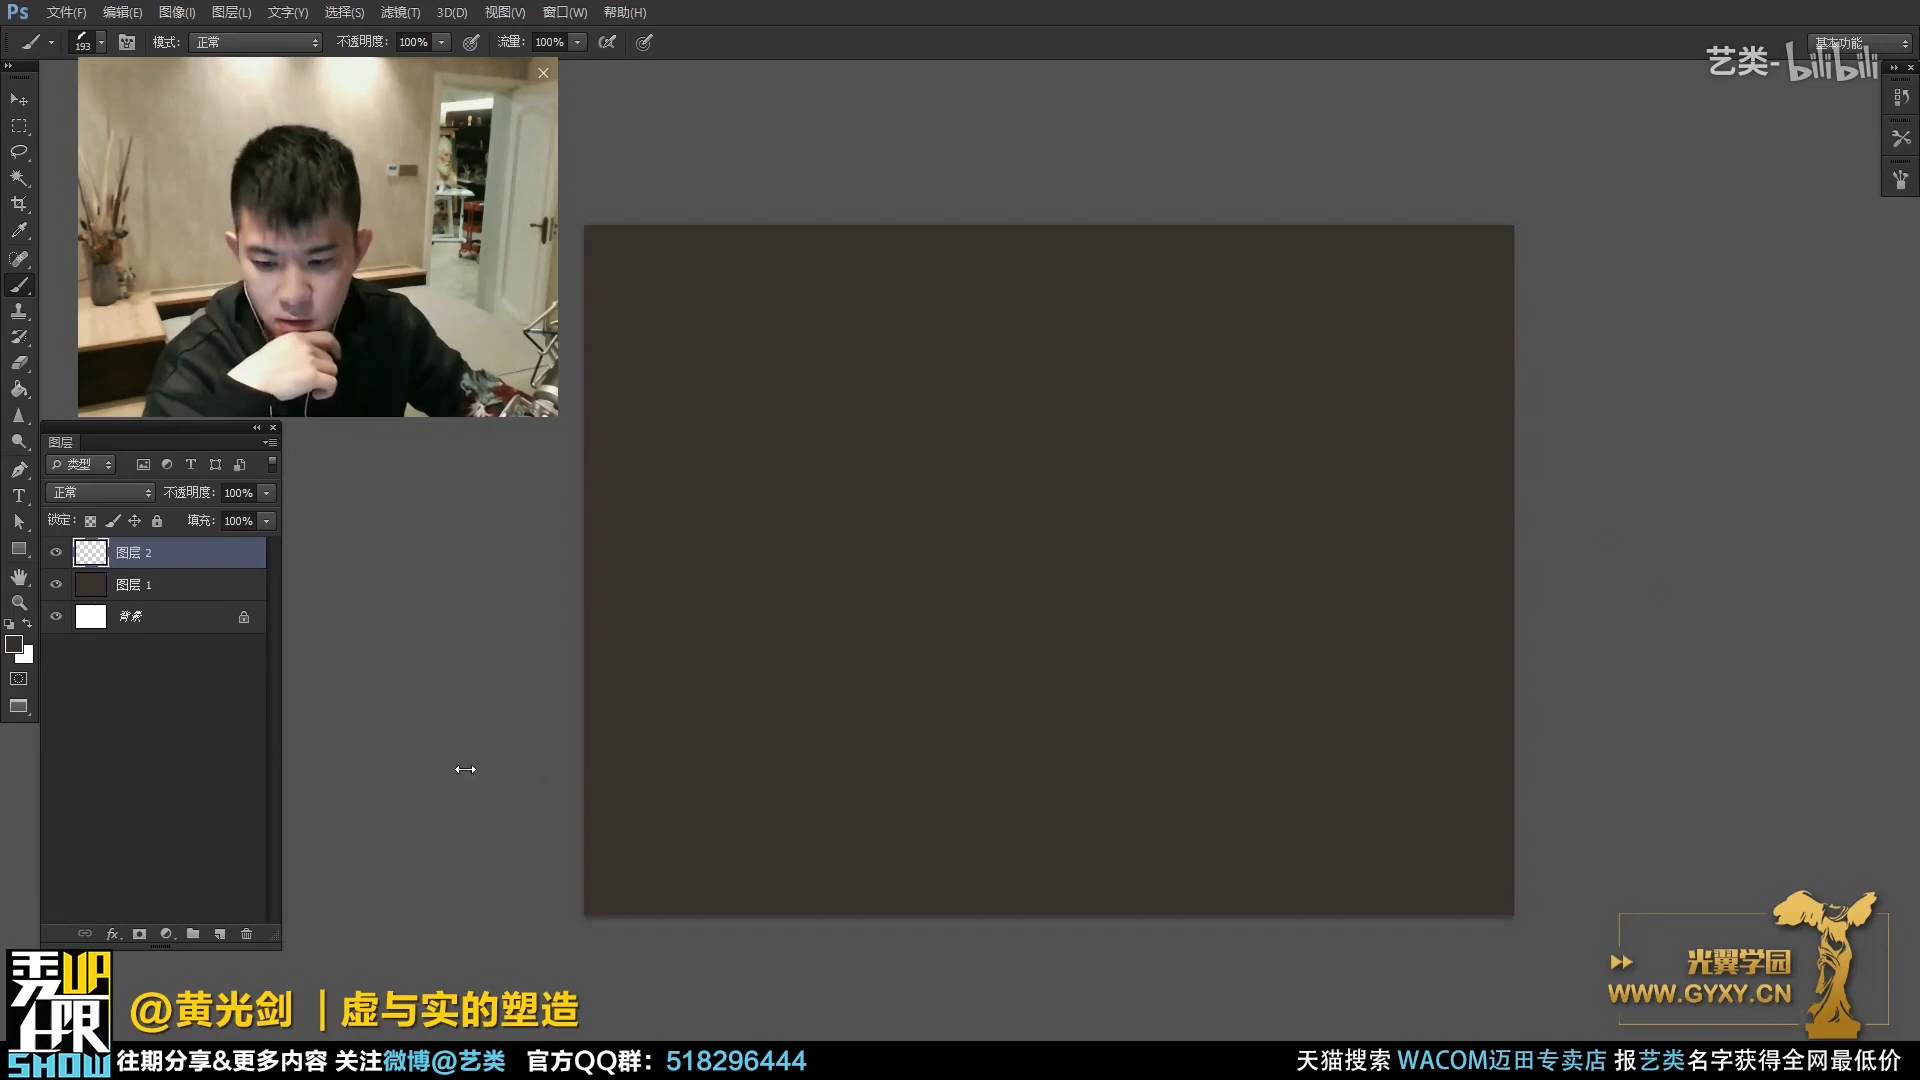 Ps 文件(F) 编辑(E) 图像(I) 图层(L) 文字(Y) 选择(S) 滤镜(T) 3D(D) 视图(V) 窗口(W) 帮助(H)
193 模式: 正常 不透明度: 100% 流量: 100% 基本功能
艺类-bilibili
图层
类型
正常 不透明度: 100%
锁定: 填充: 100%
图层 2
图层 1
背景
光翼学园
WWW.GYXY.CN
UP
SHOW
@黄光剑 | 虚与实的塑造
往期分享&更多内容 关注微博@艺类 官方QQ群: 518296444
天猫搜索 WACOM迈田专卖店 报艺类名字获得全网最低价